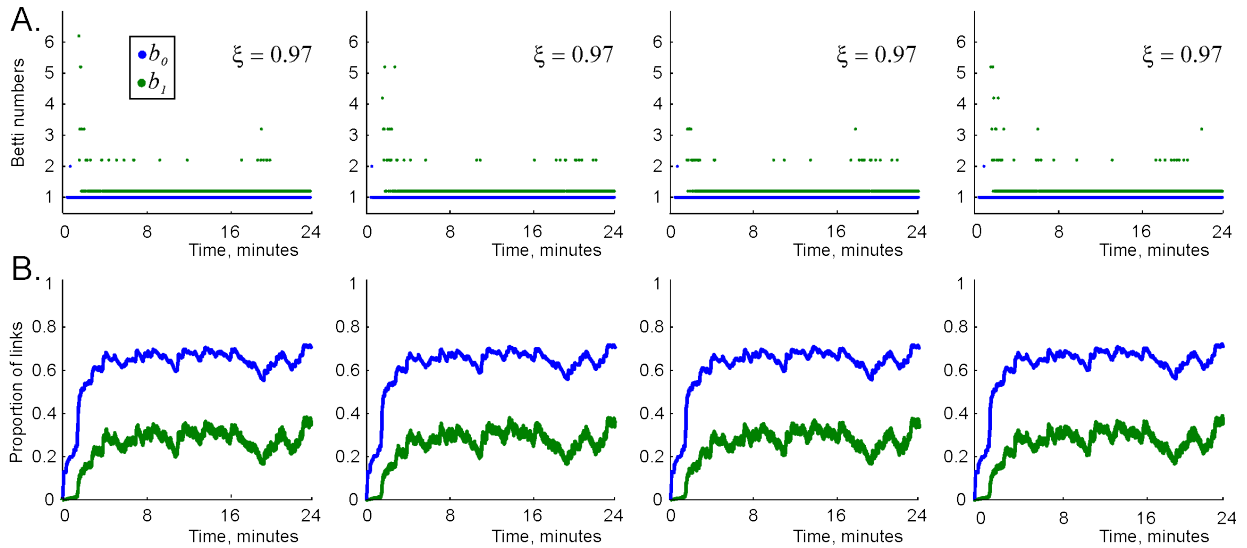 A.
Betti numbers
6
5
4
3
2
1
b0
b1
ξ = 0.97
0 8 16 24
Time, minutes
6
5
4
3
2
1
ξ = 0.97
0 8 16 24
Time, minutes
6
5
4
3
2
1
ξ = 0.97
0 8 16 24
Time, minutes
6
5
4
3
2
1
ξ = 0.97
0 8 16 24
Time, minutes
B.
Proportion of links
1
0.8
0.6
0.4
0.2
0
0 8 16 24
Time, minutes
1
0.8
0.6
0.4
0.2
0
0 8 16 24
Time, minutes
1
0.8
0.6
0.4
0.2
0
0 8 16 24
Time, minutes
1
0.8
0.6
0.4
0.2
0
0 8 16 24
Time, minutes